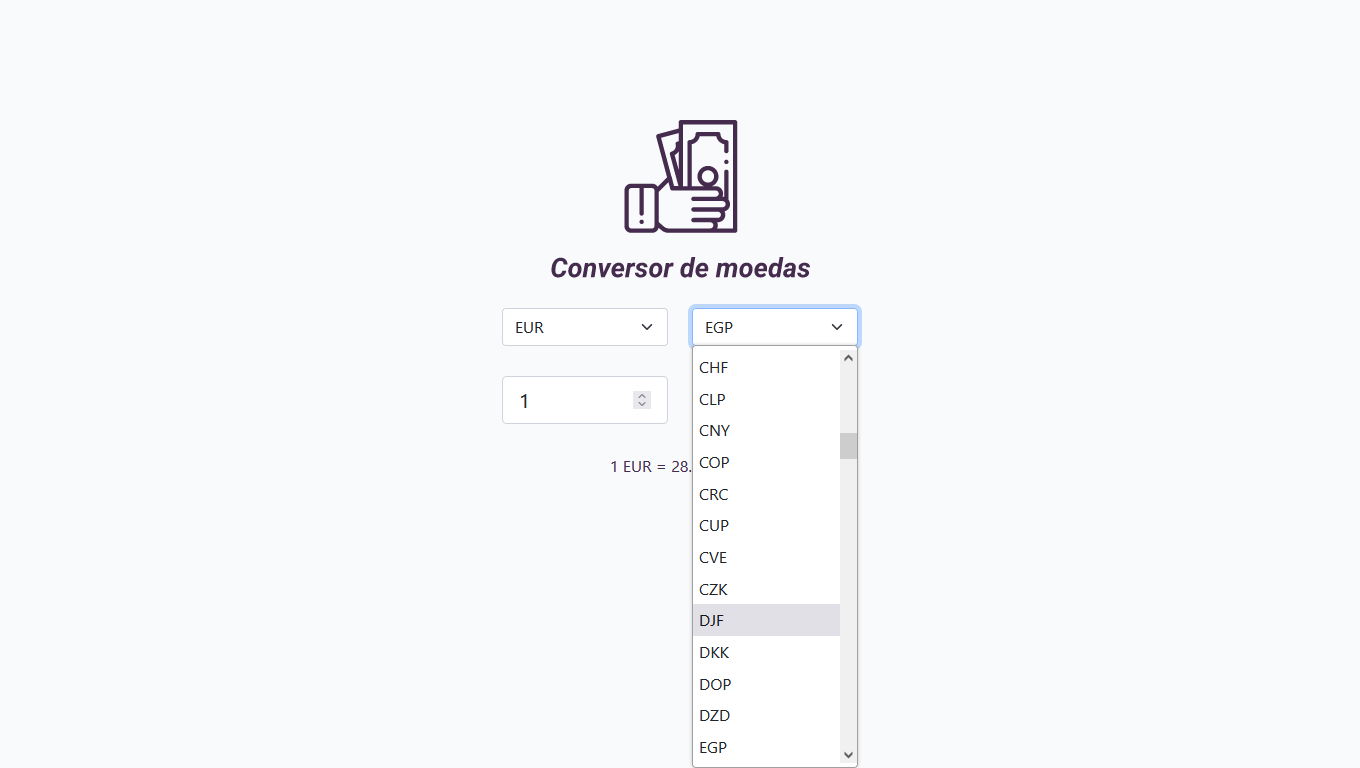 Conversor de moedas
EUR
EGP
1
1 EUR = 28.
CHF
CLP
CNY
COP
CRC
CUP
CVE
CZK
DJF
DKK
DOP
DZD
EGP